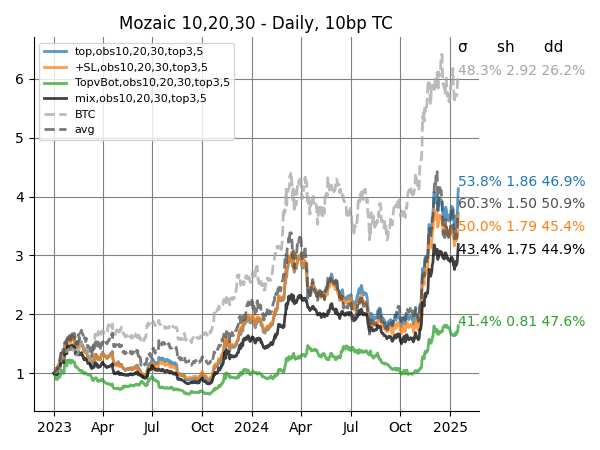 Mozaic 10,20,30 - Daily, 10bp TC
σ sh dd
top,obs10,20,30,top3,5
+SL,obs10,20,30,top3,5
TopvBot,obs10,20,30,top3,5
mix,obs10,20,30,top3,5
BTC
avg
48.3% 2.92 26.2%
53.8% 1.86 46.9%
60.3% 1.50 50.9%
50.0% 1.79 45.4%
43.4% 1.75 44.9%
41.4% 0.81 47.6%
6
5
4
3
2
1
2023 Apr Jul Oct 2024 Apr Jul Oct 2025